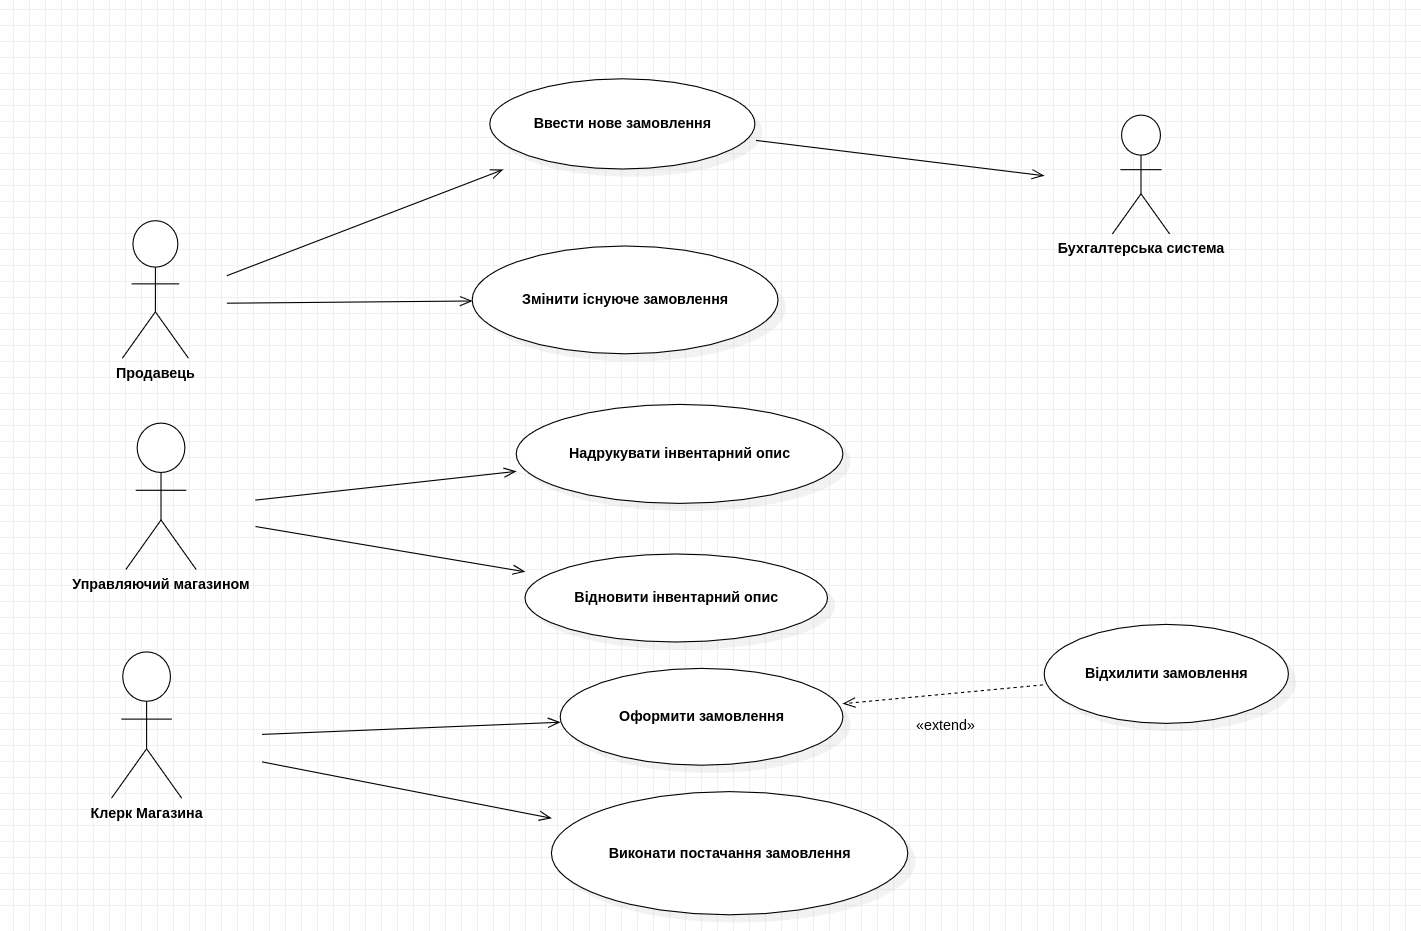 Ввести нове замовлення
Бухгалтерська система
Змінити існуюче замовлення
Продавець
Надрукувати інвентарний опис
Управляючий магазином
Відновити інвентарний опис
Відхилити замовлення
Оформити замовлення
«extend»
Клерк Магазина
Виконати постачання замовлення